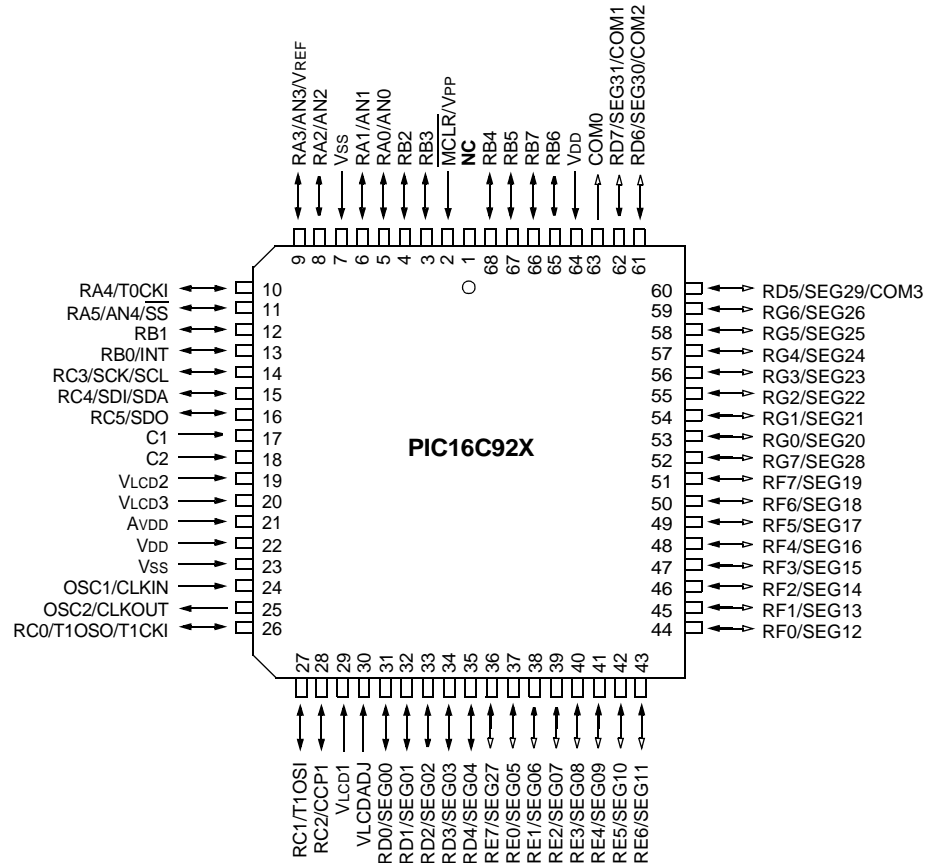 RA3/AN3/VREF
RA2/AN2
VSS
RA1/AN1
RA0/AN0
RB2
RB3
MCLR/VPP
NC
RB4
RB5
RB7
RB6
VDD
COM0
RD7/SEG31/COM1
RD6/SEG30/COM2
9 8 7 6 5 4 3 2 1 68 67 66 65 64 63 62 61
RA4/T0CKI 10
RA5/AN4/SS 11
RB1 12
RB0/INT 13
RC3/SCK/SCL 14
RC4/SDI/SDA 15
RC5/SDO 16
C1 17
C2 18
VLCD2 19
VLCD3 20
AVDD 21
VDD 22
VSS 23
OSC1/CLKIN 24
OSC2/CLKOUT 25
RC0/T1OSO/T1CKI 26
PIC16C92X
60 RD5/SEG29/COM3
59 RG6/SEG26
58 RG5/SEG25
57 RG4/SEG24
56 RG3/SEG23
55 RG2/SEG22
54 RG1/SEG21
53 RG0/SEG20
52 RG7/SEG28
51 RF7/SEG19
50 RF6/SEG18
49 RF5/SEG17
48 RF4/SEG16
47 RF3/SEG15
46 RF2/SEG14
45 RF1/SEG13
44 RF0/SEG12
27 28 29 30 31 32 33 34 35 36 37 38 39 40 41 42 43
RC1/T1OSI
RC2/CCP1
VLCD1
VLCDADJ
RD0/SEG00
RD1/SEG01
RD2/SEG02
RD3/SEG03
RD4/SEG04
RE7/SEG27
RE0/SEG05
RE1/SEG06
RE2/SEG07
RE3/SEG08
RE4/SEG09
RE5/SEG10
RE6/SEG11